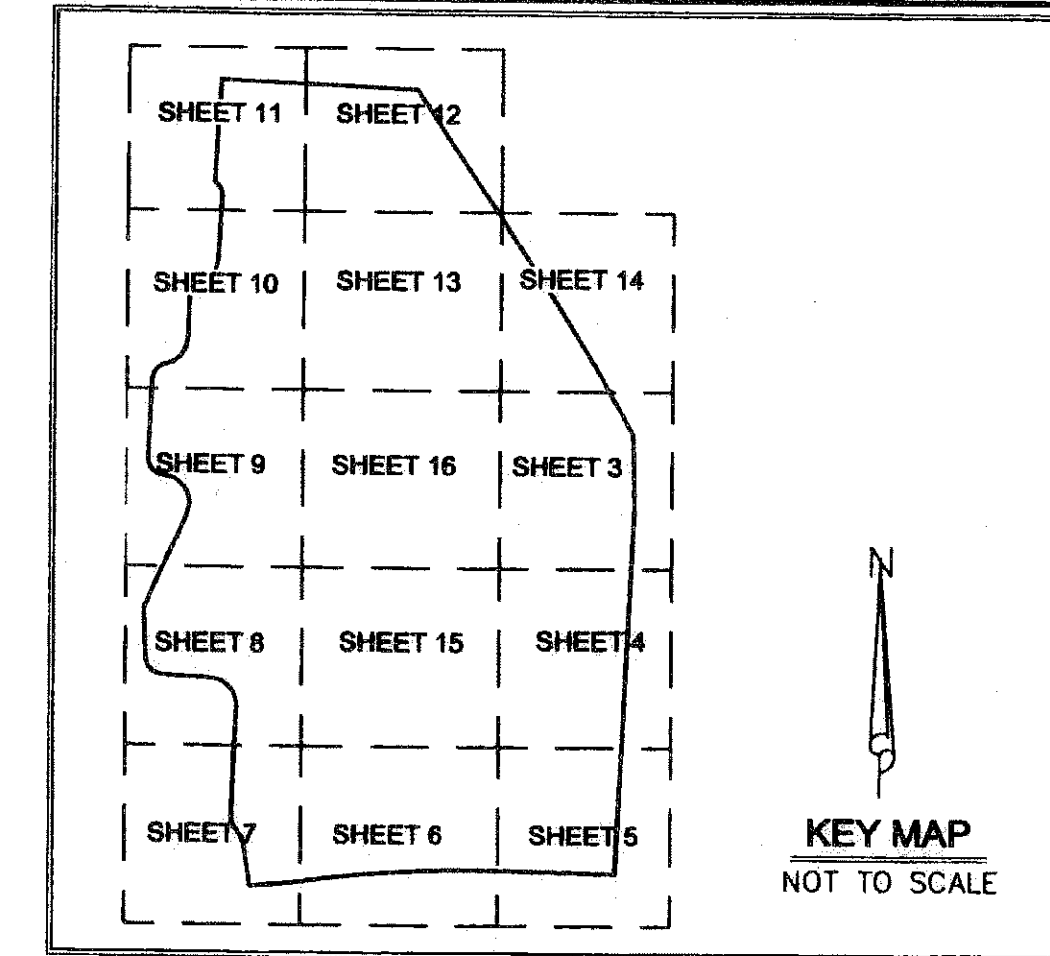 SHEET 11
SHEET 12
SHEET 10
SHEET 13
SHEET 14
SHEET 9
SHEET 16
SHEET 3
SHEET 8
SHEET 15
SHEET 4
SHEET 7
SHEET 6
SHEET 5
N
KEY MAP
NOT TO SCALE